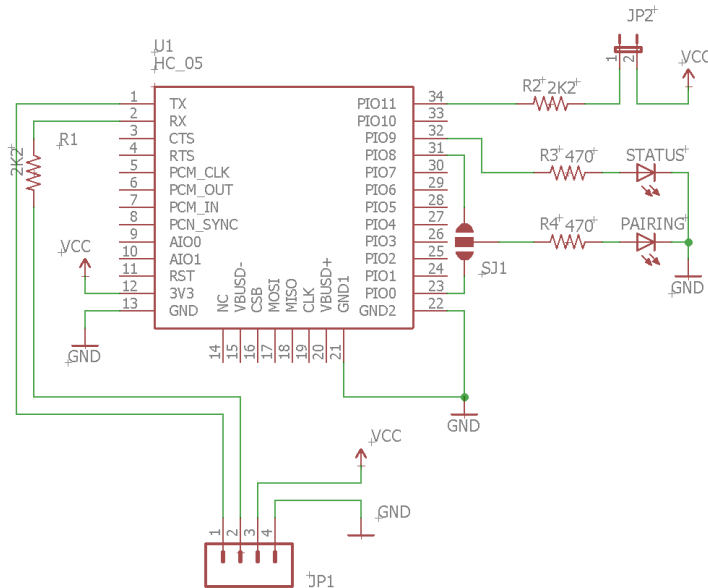 JP2
U1
HC_05
1 2
VCC
R2 2K2
1 TX PIO11 34
2 RX PIO10 33
3 CTS PIO9 32
4 RTS PIO8 31
5 PCM_CLK PIO7 30
6 PCM_OUT PIO6 29
7 PCM_IN PIO5 28
8 PCN_SYNC PIO4 27
9 AIO0 PIO3 26
10 AIO1 PIO2 25
11 RST PIO1 24
12 3V3 PIO0 23
13 GND GND2 22
R1
2K2
R3 470 STATUS
R4 470 PAIRING
SJ1
VCC
GND
GND
NC VBUSD- CSB MOSI MISO CLK VBUSD+ GND1
14 15 16 17 18 19 20 21
GND
VCC
GND
1 2 3 4
JP1